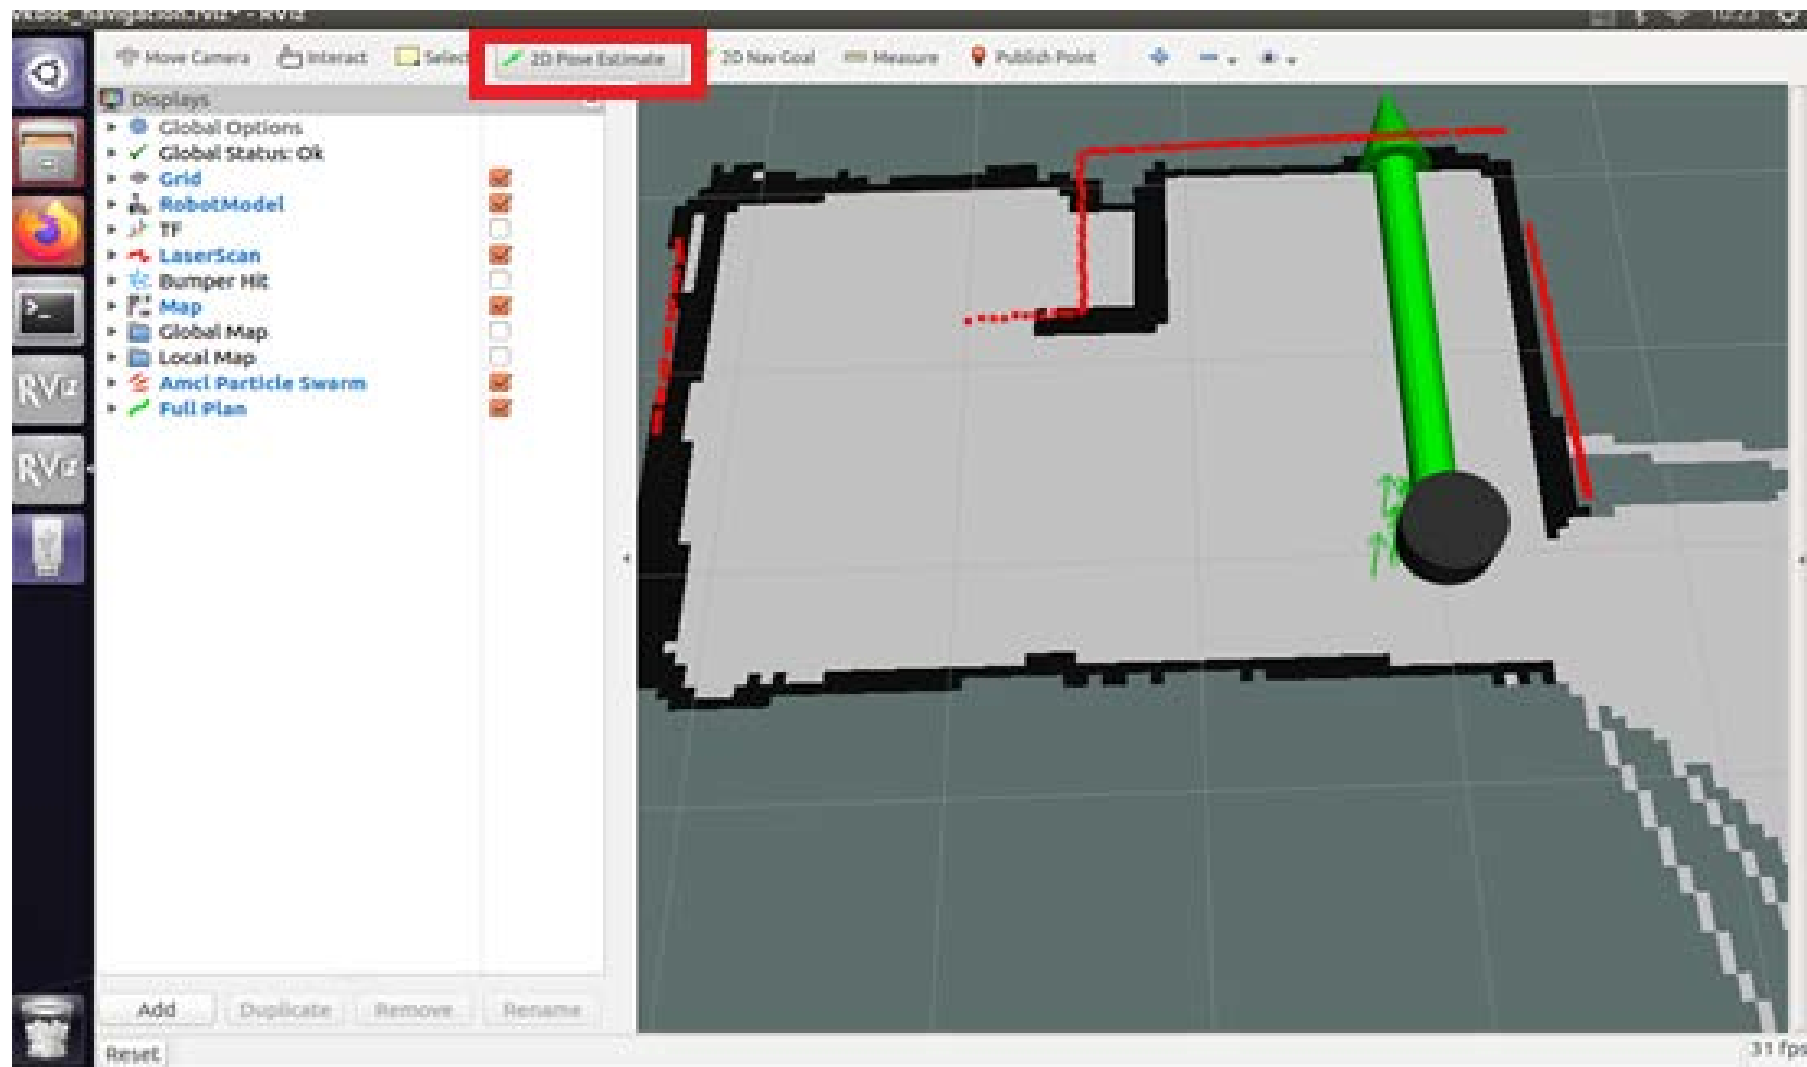 Move Camera Interact Select 2D Pose Estimate 2D Nav Goal Measure Publish Point
Displays
Global Options
Global Status: Ok
Grid
RobotModel
TF
LaserScan
Bumper Hit
Map
Global Map
Local Map
Amcl Particle Swarm
Full Plan
>_
RViz
RViz
Add Duplicate Remove Rename
Reset
31 fps